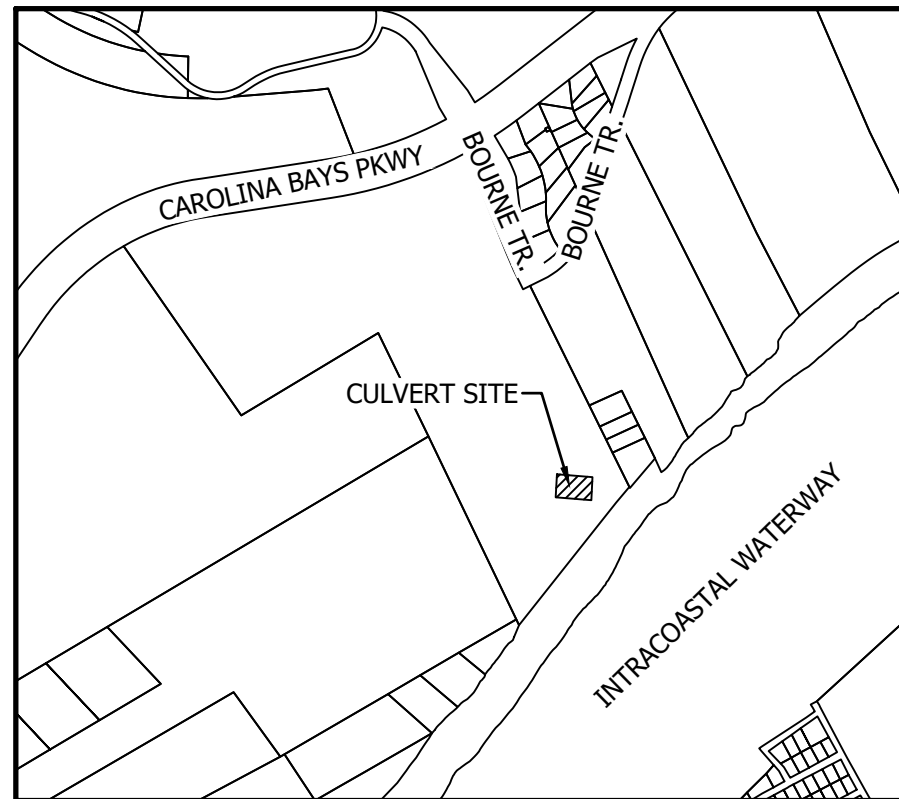 BOURNE TR.
BOURNE TR.
CAROLINA BAYS PKWY
CULVERT SITE
INTRACOASTAL WATERWAY